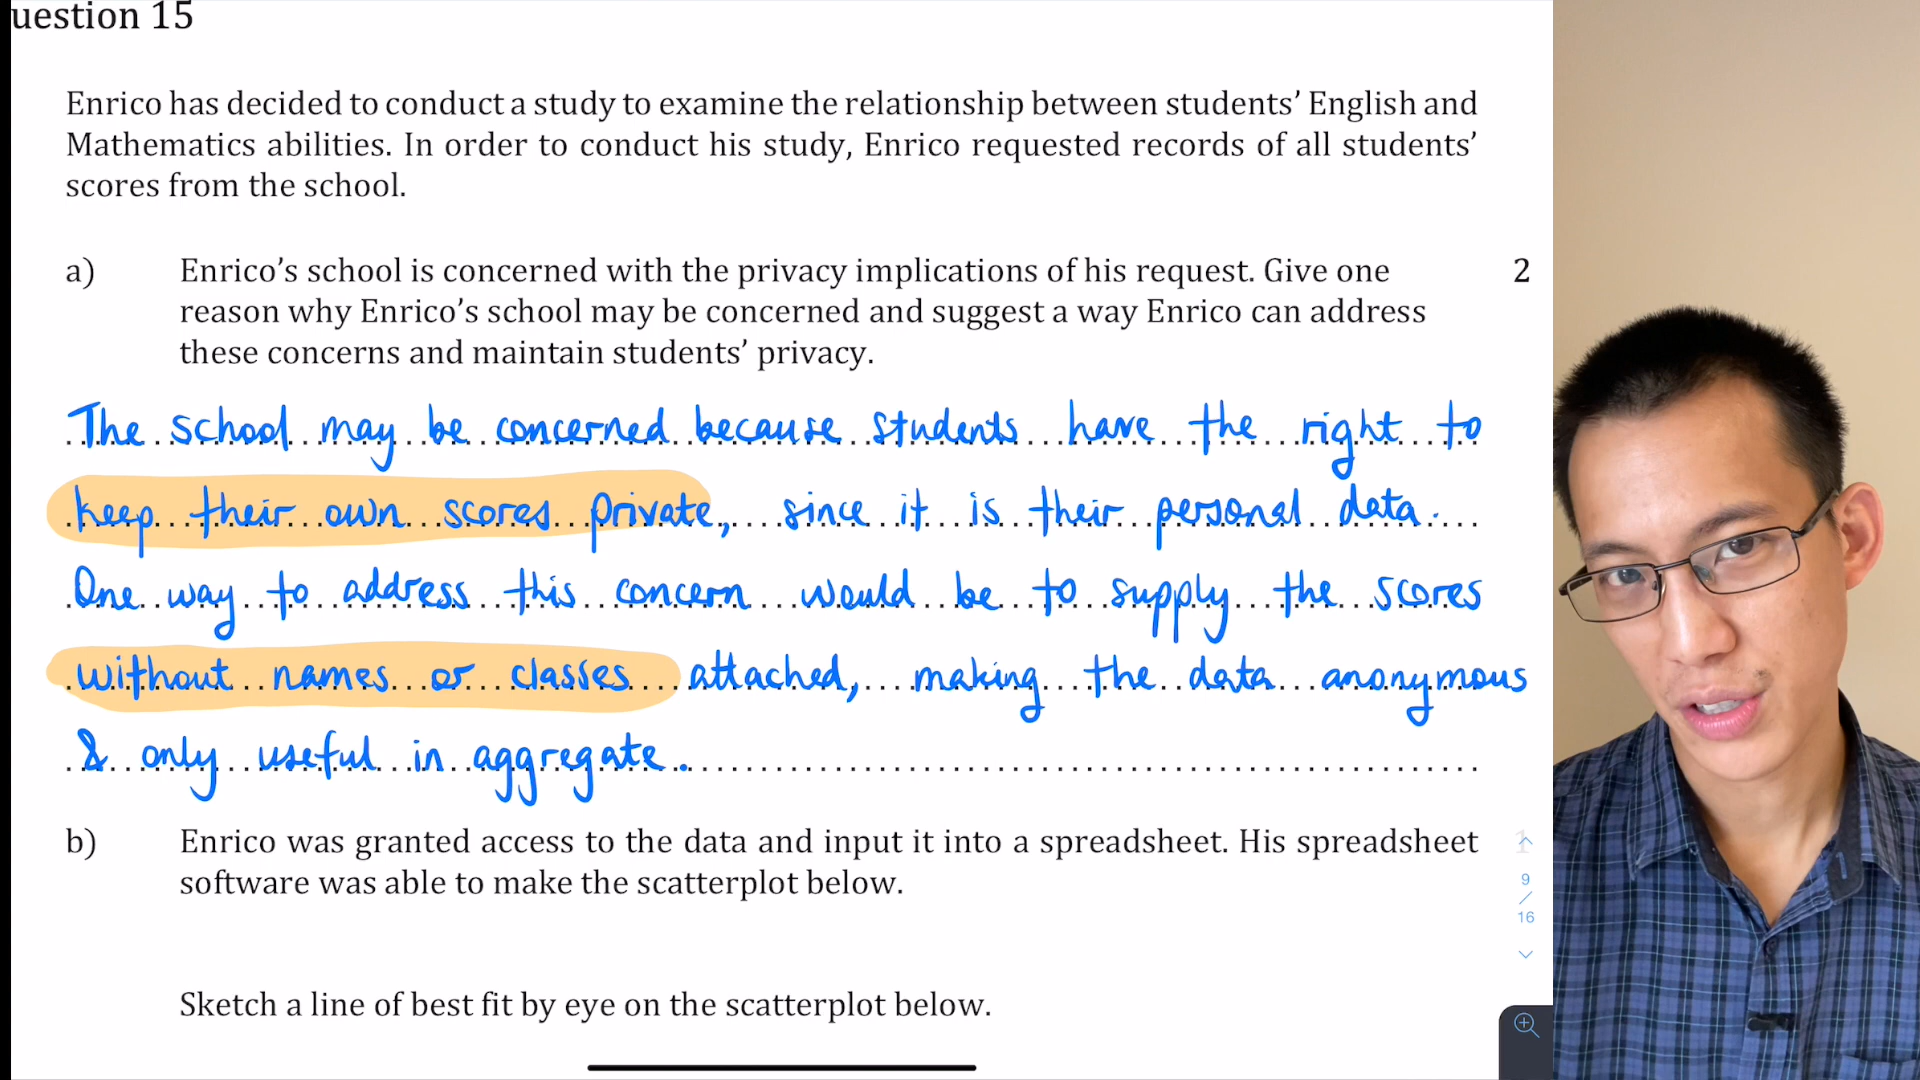 uestion 15
Enrico has decided to conduct a study to examine the relationship between students’ English and
Mathematics abilities. In order to conduct his study, Enrico requested records of all students’
scores from the school.
a) Enrico’s school is concerned with the privacy implications of his request. Give one 2
reason why Enrico’s school may be concerned and suggest a way Enrico can address
these concerns and maintain students’ privacy.
The school may be concerned because students have the right to
keep their own scores private, since it is their personal data.
One way to address this concern would be to supply the scores
without names or classes attached, making the data anonymous
& only useful in aggregate.
b) Enrico was granted access to the data and input it into a spreadsheet. His spreadsheet 1
software was able to make the scatterplot below.
9
/
16
Sketch a line of best fit by eye on the scatterplot below.